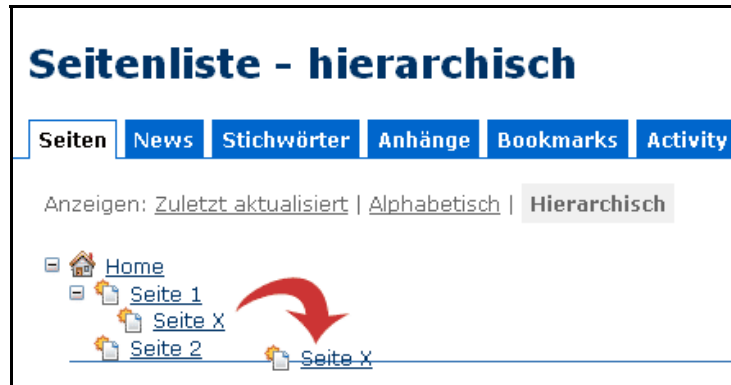 Seitenliste - hierarchisch
Seiten News Stichwörter Anhänge Bookmarks Activity
Anzeigen: Zuletzt aktualisiert | Alphabetisch | Hierarchisch
Home
Seite 1
Seite X
Seite 2 Seite X